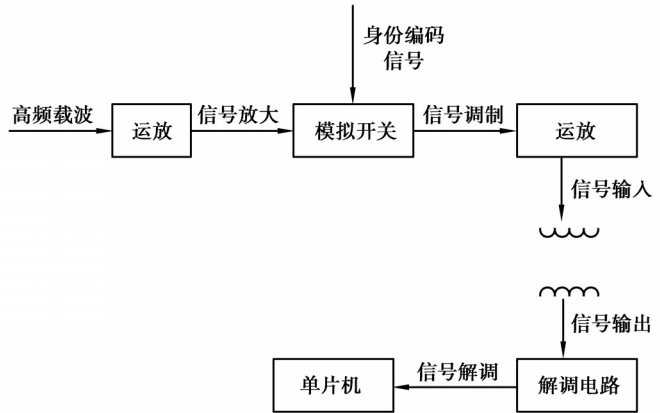 身份编码
信号
高频载波
运放
信号放大
模拟开关
信号调制
运放
信号输入
信号输出
单片机
信号解调
解调电路